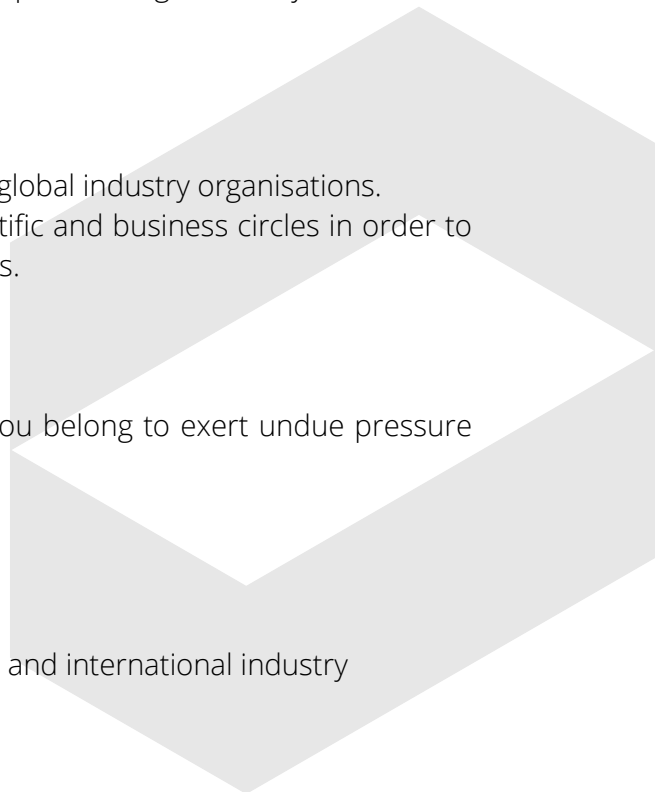 global industry organisations.
tific and business circles in order to
s.
ou belong to exert undue pressure
and international industry